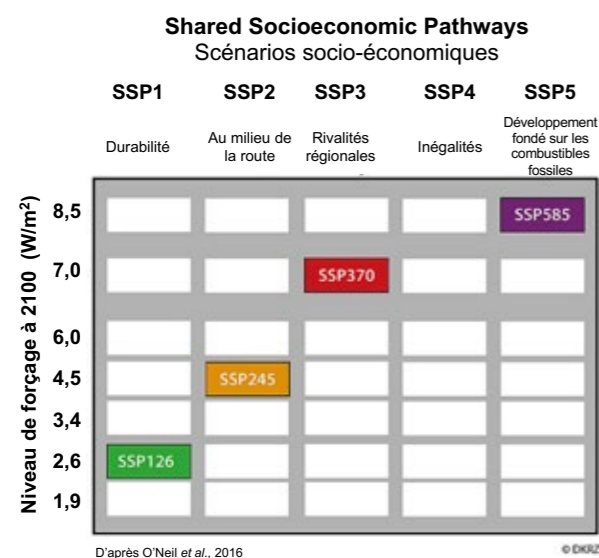 Shared Socioeconomic Pathways
Scénarios socio-économiques
SSP1 SSP2 SSP3 SSP4 SSP5
Durabilité
Au milieu de
la route
Rivalités
régionales
Inégalités
Développement
fondé sur les
combustibles
fossiles
Niveau de forçage à 2100 (W/m²)
8,5 SSP585
7,0 SSP370
6,0
4,5 SSP245
3,4
2,6 SSP126
1,9
D'après O'Neil et al., 2016
© DKRZ